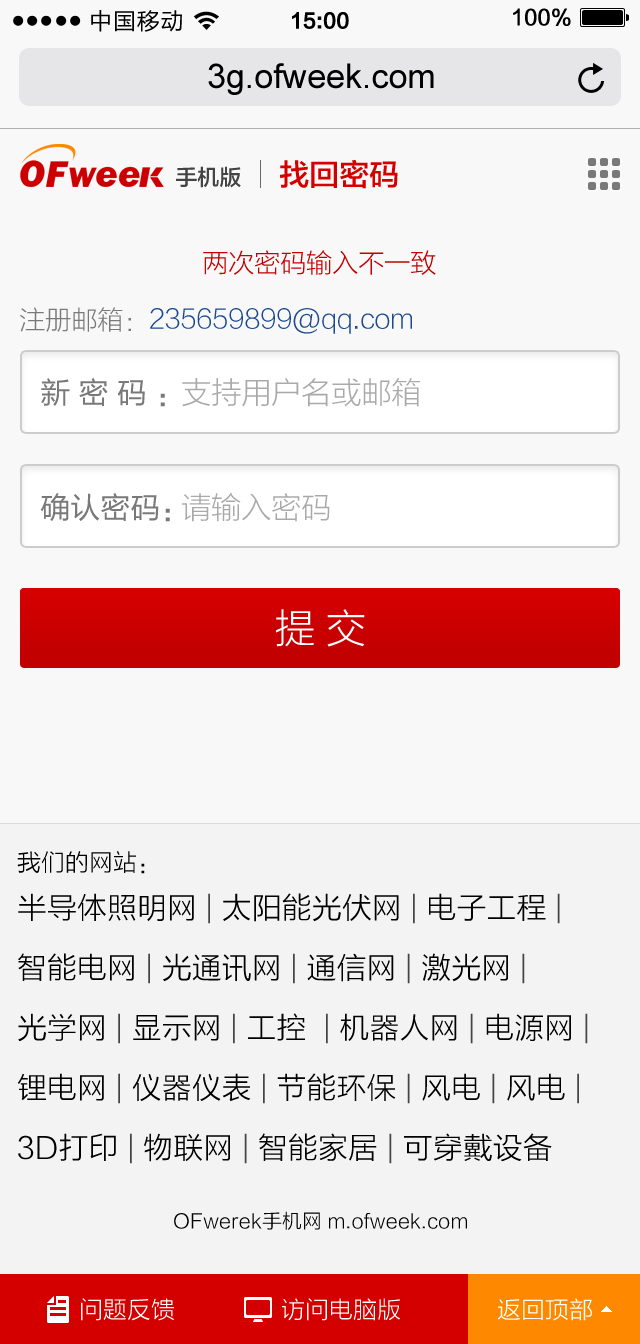 中国移动 15:00 100%
3g.ofweek.com
OFweek 手机版 | 找回密码
两次密码输入不一致
注册邮箱：235659899@qq.com
新 密 码 ：支持用户名或邮箱
确认密码：请输入密码
提 交
我们的网站：
半导体照明网 | 太阳能光伏网 | 电子工程 |
智能电网 | 光通讯网 | 通信网 | 激光网 |
光学网 | 显示网 | 工控 | 机器人网 | 电源网 |
锂电网 | 仪器仪表 | 节能环保 | 风电 | 风电 |
3D打印 | 物联网 | 智能家居 | 可穿戴设备
OFwerek手机网 m.ofweek.com
问题反馈 访问电脑版 返回顶部